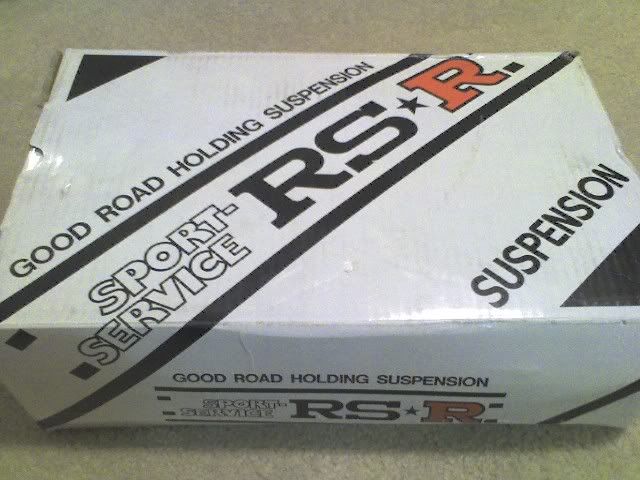 GOOD ROAD HOLDING SUSPENSION
SPORT-
SERVICE
RS★R.
SUSPENSION
GOOD ROAD HOLDING SUSPENSION
SPORT-
SERVICE
RS★R.